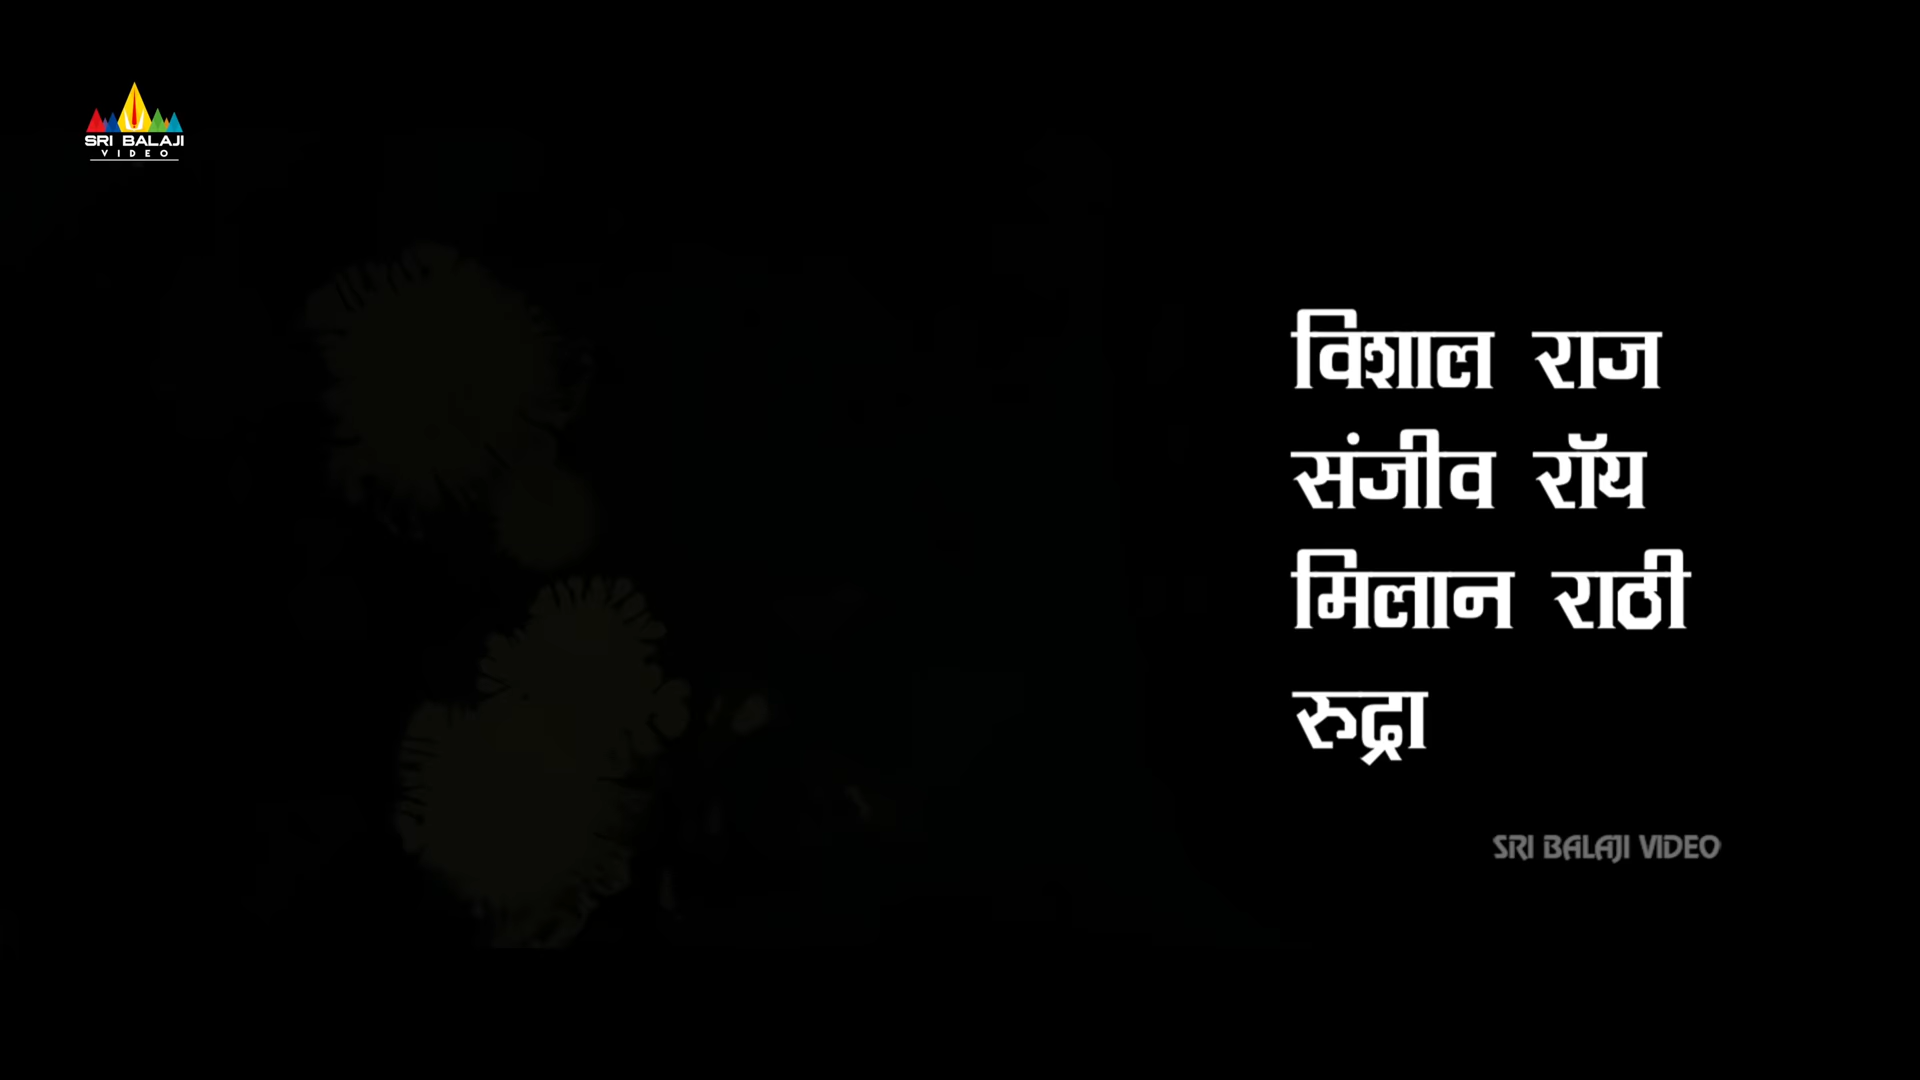 SRI BALAJI
VIDEO
विशाल राज
संजीव रॉय
मिलान राठी
रुद्रा
SRI BALAJI VIDEO